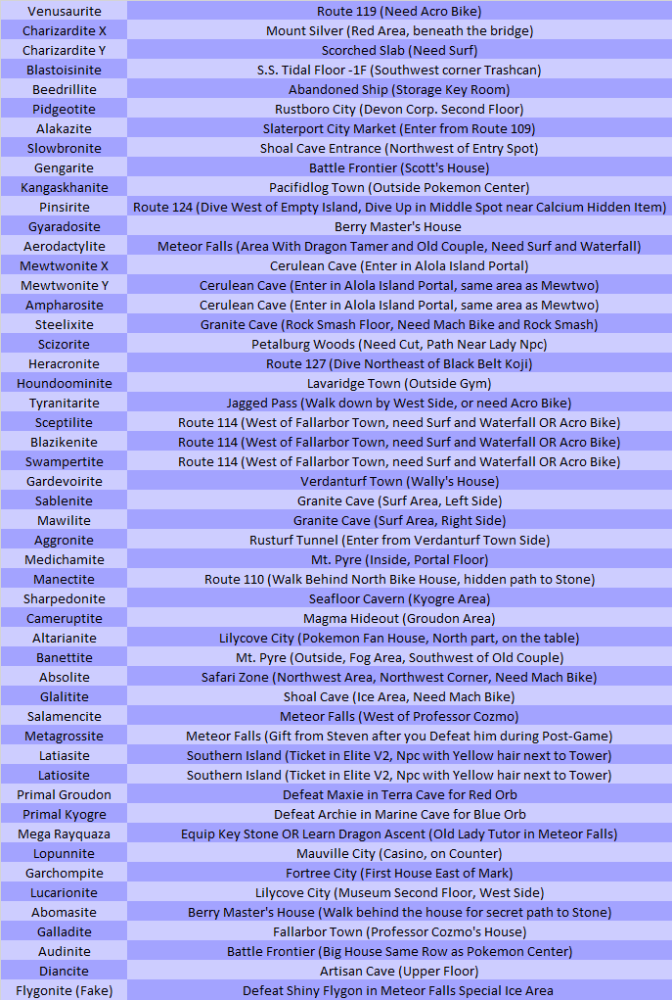 Venusaurite Route 119 (Need Acro Bike)
Charizardite X Mount Silver (Red Area, beneath the bridge)
Charizardite Y Scorched Slab (Need Surf)
Blastoisinite S.S. Tidal Floor -1F (Southwest corner Trashcan)
Beedrillite Abandoned Ship (Storage Key Room)
Pidgeotite Rustboro City (Devon Corp. Second Floor)
Alakazite Slaterport City Market (Enter from Route 109)
Slowbronite Shoal Cave Entrance (Northwest of Entry Spot)
Gengarite Battle Frontier (Scott's House)
Kangaskhanite Pacifidlog Town (Outside Pokemon Center)
Pinsirite Route 124 (Dive West of Empty Island, Dive Up in Middle Spot near Calcium Hidden Item)
Gyaradosite Berry Master's House
Aerodactylite Meteor Falls (Area With Dragon Tamer and Old Couple, Need Surf and Waterfall)
Mewtwonite X Cerulean Cave (Enter in Alola Island Portal)
Mewtwonite Y Cerulean Cave (Enter in Alola Island Portal, same area as Mewtwo)
Ampharosite Cerulean Cave (Enter in Alola Island Portal, same area as Mewtwo)
Steelixite Granite Cave (Rock Smash Floor, Need Mach Bike and Rock Smash)
Scizorite Petalburg Woods (Need Cut, Path Near Lady Npc)
Heracronite Route 127 (Dive Northeast of Black Belt Koji)
Houndoominite Lavaridge Town (Outside Gym)
Tyranitarite Jagged Pass (Walk down by West Side, or need Acro Bike)
Sceptilite Route 114 (West of Fallarbor Town, need Surf and Waterfall OR Acro Bike)
Blazikenite Route 114 (West of Fallarbor Town, need Surf and Waterfall OR Acro Bike)
Swampertite Route 114 (West of Fallarbor Town, need Surf and Waterfall OR Acro Bike)
Gardevoirite Verdanturf Town (Wally's House)
Sablenite Granite Cave (Surf Area, Left Side)
Mawilite Granite Cave (Surf Area, Right Side)
Aggronite Rusturf Tunnel (Enter from Verdanturf Town Side)
Medichamite Mt. Pyre (Inside, Portal Floor)
Manectite Route 110 (Walk Behind North Bike House, hidden path to Stone)
Sharpedonite Seafloor Cavern (Kyogre Area)
Cameruptite Magma Hideout (Groudon Area)
Altarianite Lilycove City (Pokemon Fan House, North part, on the table)
Banettite Mt. Pyre (Outside, Fog Area, Southwest of Old Couple)
Absolite Safari Zone (Northwest Area, Northwest Corner, Need Mach Bike)
Glalitite Shoal Cave (Ice Area, Need Mach Bike)
Salamencite Meteor Falls (West of Professor Cozmo)
Metagrossite Meteor Falls (Gift from Steven after you Defeat him during Post-Game)
Latiasite Southern Island (Ticket in Elite V2, Npc with Yellow hair next to Tower)
Latiosite Southern Island (Ticket in Elite V2, Npc with Yellow hair next to Tower)
Primal Groudon Defeat Maxie in Terra Cave for Red Orb
Primal Kyogre Defeat Archie in Marine Cave for Blue Orb
Mega Rayquaza Equip Key Stone OR Learn Dragon Ascent (Old Lady Tutor in Meteor Falls)
Lopunnite Mauville City (Casino, on Counter)
Garchompite Fortree City (First House East of Mark)
Lucarionite Lilycove City (Museum Second Floor, West Side)
Abomasite Berry Master's House (Walk behind the house for secret path to Stone)
Galladite Fallarbor Town (Professor Cozmo's House)
Audinite Battle Frontier (Big House Same Row as Pokemon Center)
Diancite Artisan Cave (Upper Floor)
Flygonite (Fake) Defeat Shiny Flygon in Meteor Falls Special Ice Area